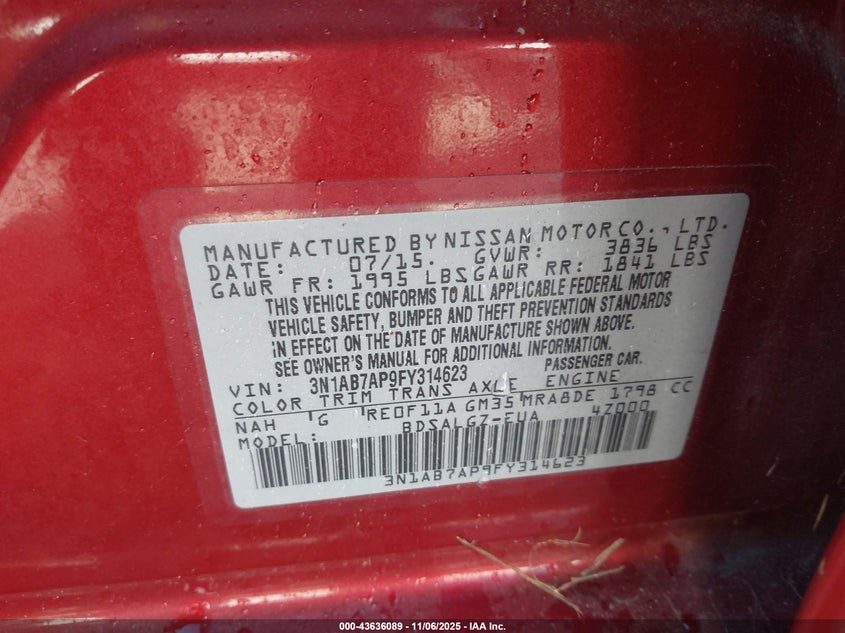 MANUFACTURED BY NISSAN MOTOR CO., LTD.
DATE: 07/15. GVWR: 3836 LBS
GAWR FR: 1995 LBS GAWR RR: 1841 LBS
THIS VEHICLE CONFORMS TO ALL APPLICABLE FEDERAL MOTOR
VEHICLE SAFETY, BUMPER AND THEFT PREVENTION STANDARDS
IN EFFECT ON THE DATE OF MANUFACTURE SHOWN ABOVE.
SEE OWNER'S MANUAL FOR ADDITIONAL INFORMATION.
VIN: 3N1AB7AP9FY314623 PASSENGER CAR.
COLOR TRIM TRANS AXLE ENGINE
NAH 'G RE0F11A GM35 MRA8DE 1798 CC
MODEL: BDSALGZ-EUA 4Z000
3N1AB7AP9FY314623
000-43636089 - 11/06/2025 - IAA Inc.